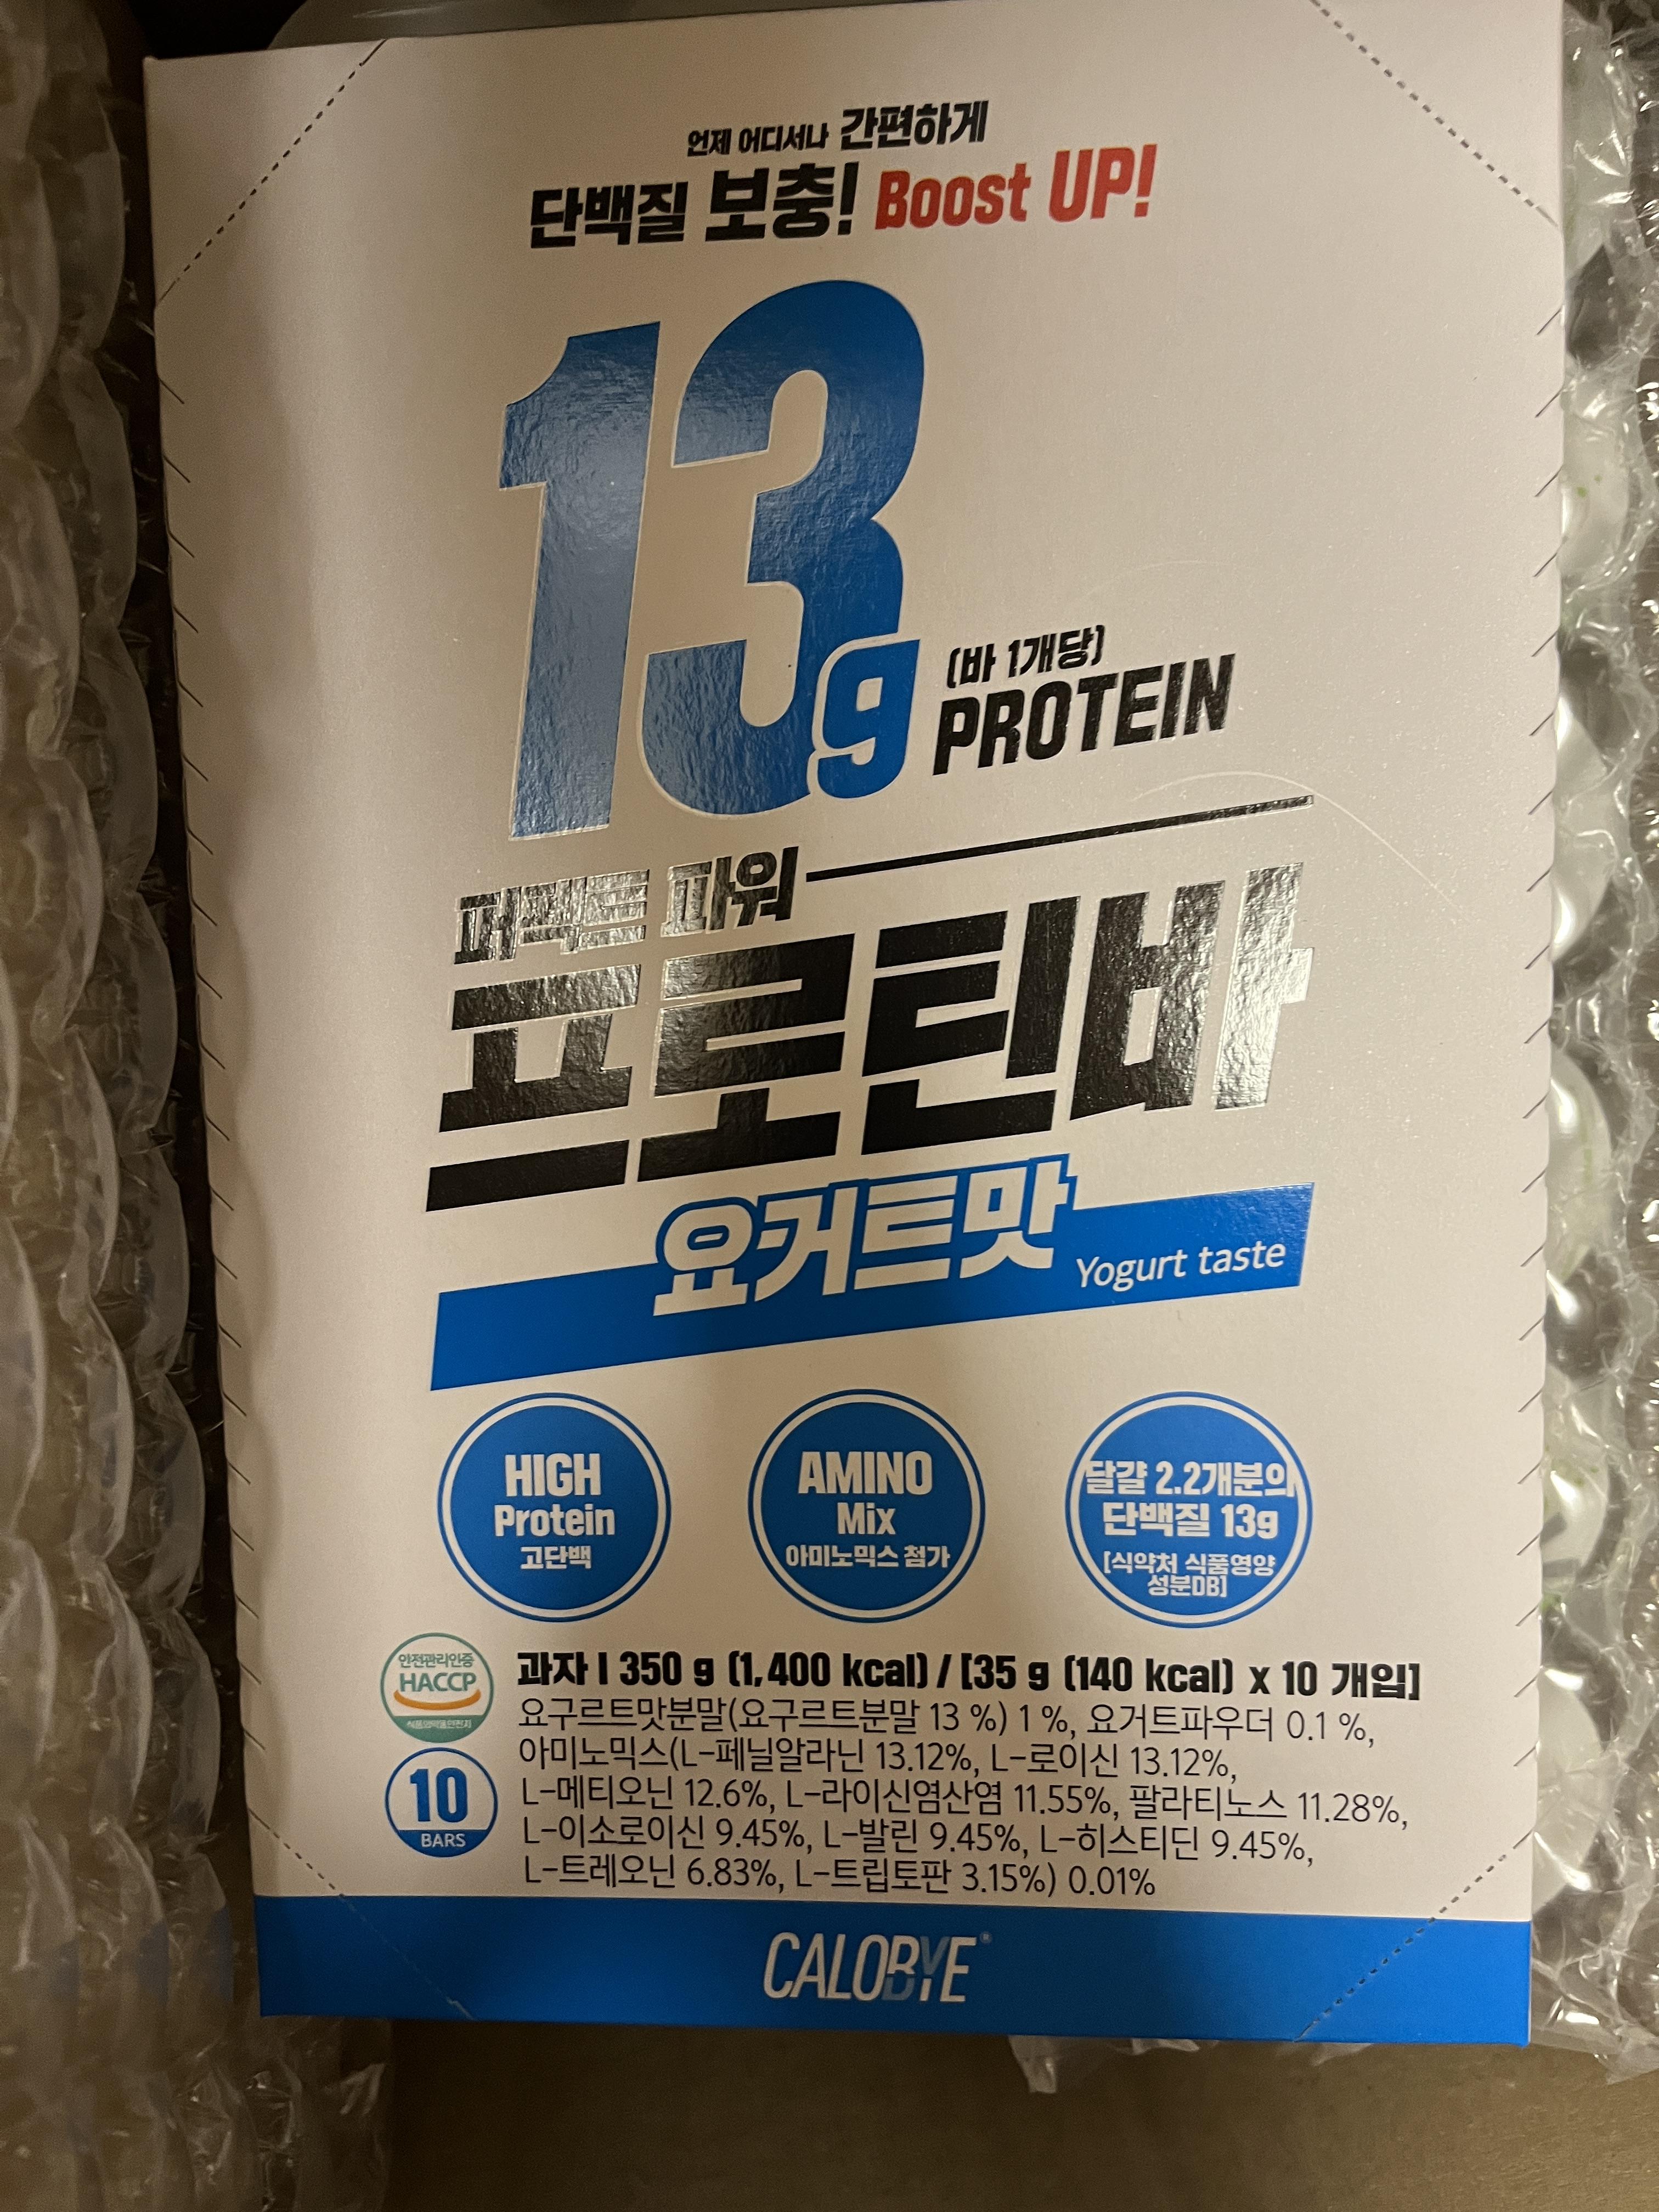 언제 어디서나 간편하게
단백질 보충! Boost UP!
13g
(바 1개당)
PROTEIN
퍼펙트 파워
프로틴바
요거트맛 Yogurt taste
HIGH
Protein
고단백
AMINO
Mix
아미노믹스 첨가
달걀 2.2개분의
단백질 13g
[식약처 식품영양
성분DB]
안전관리인증
HACCP
식품의약품안전처
10
BARS
과자 I 350 g (1,400 kcal) / [35 g (140 kcal) x 10 개입]
요구르트맛분말(요구르트분말 13 %) 1 %, 요거트파우더 0.1 %,
아미노믹스(L-페닐알라닌 13.12%, L-로이신 13.12%,
L-메티오닌 12.6%, L-라이신염산염 11.55%, 팔라티노스 11.28%,
L-이소로이신 9.45%, L-발린 9.45%, L-히스티딘 9.45%,
L-트레오닌 6.83%, L-트립토판 3.15%) 0.01%
CALOBYE®